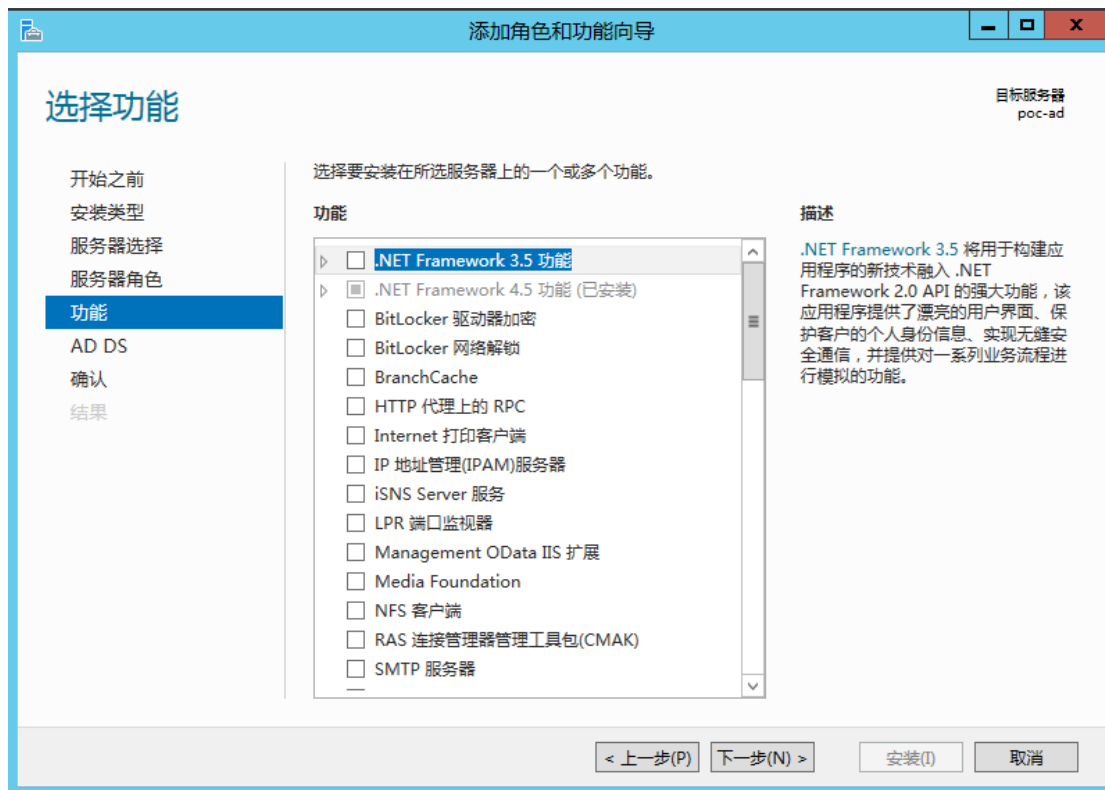 添加角色和功能向导
选择功能
目标服务器
poc-ad
开始之前
安装类型
服务器选择
服务器角色
功能
AD DS
确认
结果
选择要安装在所选服务器上的一个或多个功能。
功能
.NET Framework 3.5 功能
.NET Framework 4.5 功能 (已安装)
BitLocker 驱动器加密
BitLocker 网络解锁
BranchCache
HTTP 代理上的 RPC
Internet 打印客户端
IP 地址管理(IPAM)服务器
iSNS Server 服务
LPR 端口监视器
Management OData IIS 扩展
Media Foundation
NFS 客户端
RAS 连接管理器管理工具包(CMAK)
SMTP 服务器
描述
.NET Framework 3.5 将用于构建应
用程序的新技术融入 .NET
Framework 2.0 API 的强大功能，该
应用程序提供了漂亮的用户界面、保
护客户的个人身份信息、实现无缝安
全通信，并提供对一系列业务流程进
行模拟的功能。
< 上一步(P)
下一步(N) >
安装(I)
取消